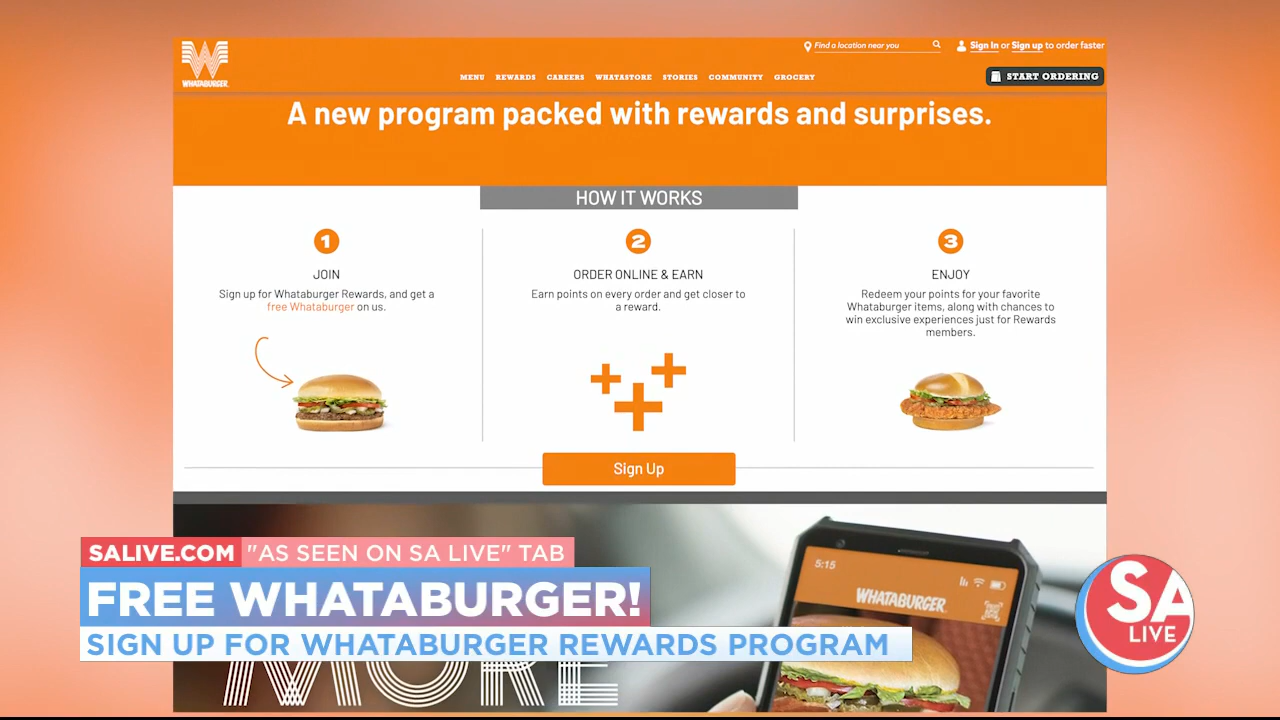 WHATABURGER
Find a location near you
Sign In or Sign up to order faster
MENU REWARDS CAREERS WHATASTORE STORIES COMMUNITY GROCERY
START ORDERING
A new program packed with rewards and surprises.
HOW IT WORKS
1
JOIN
Sign up for Whataburger Rewards, and get a
free Whataburger on us.
2
ORDER ONLINE & EARN
Earn points on every order and get closer to
a reward.
3
ENJOY
Redeem your points for your favorite
Whataburger items, along with chances to
win exclusive experiences just for Rewards
members.
Sign Up
5:15
WHATABURGER
SALIVE.COM "AS SEEN ON SA LIVE" TAB
FREE WHATABURGER!
SIGN UP FOR WHATABURGER REWARDS PROGRAM
MORE
SA
LIVE